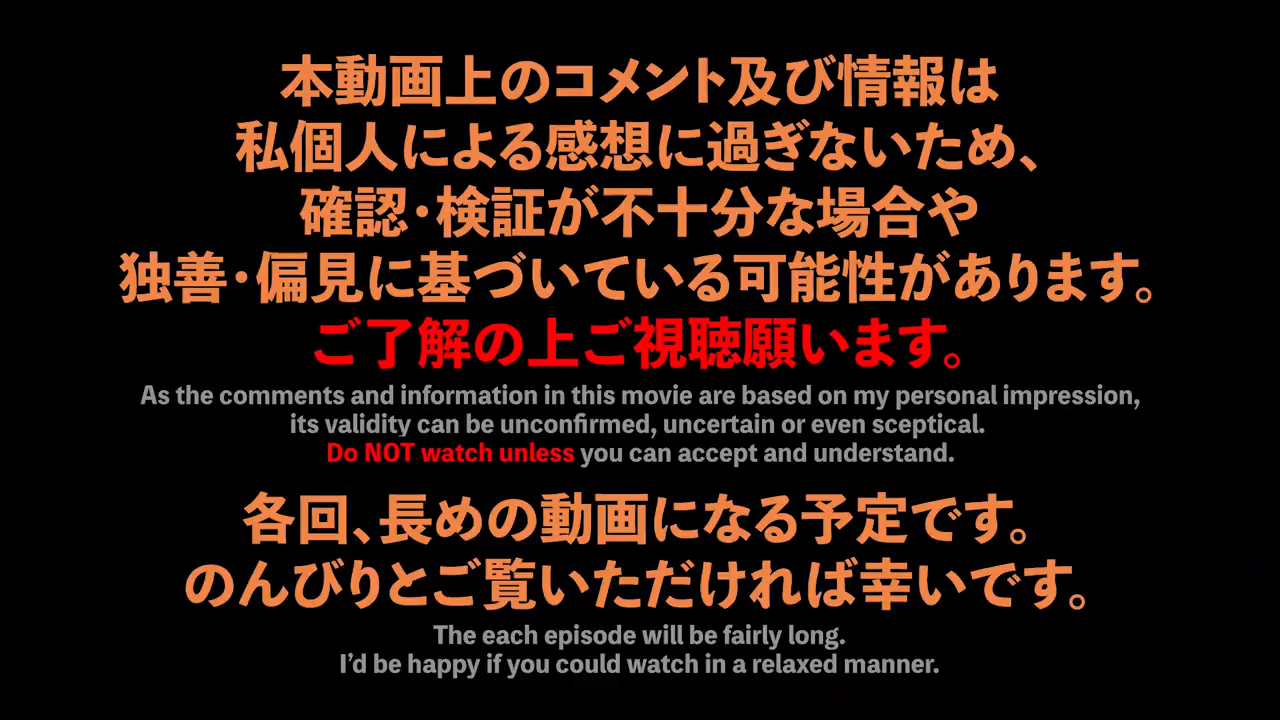 本動画上のコメント及び情報は
私個人による感想に過ぎないため、
確認・検証が不十分な場合や
独善・偏見に基づいている可能性があります。
ご了解の上ご視聴願います。
As the comments and information in this movie are based on my personal impression,
its validity can be unconfirmed, uncertain or even sceptical.
Do NOT watch unless you can accept and understand.
各回、長めの動画になる予定です。
のんびりとご覧いただければ幸いです。
The each episode will be fairly long.
I’d be happy if you could watch in a relaxed manner.